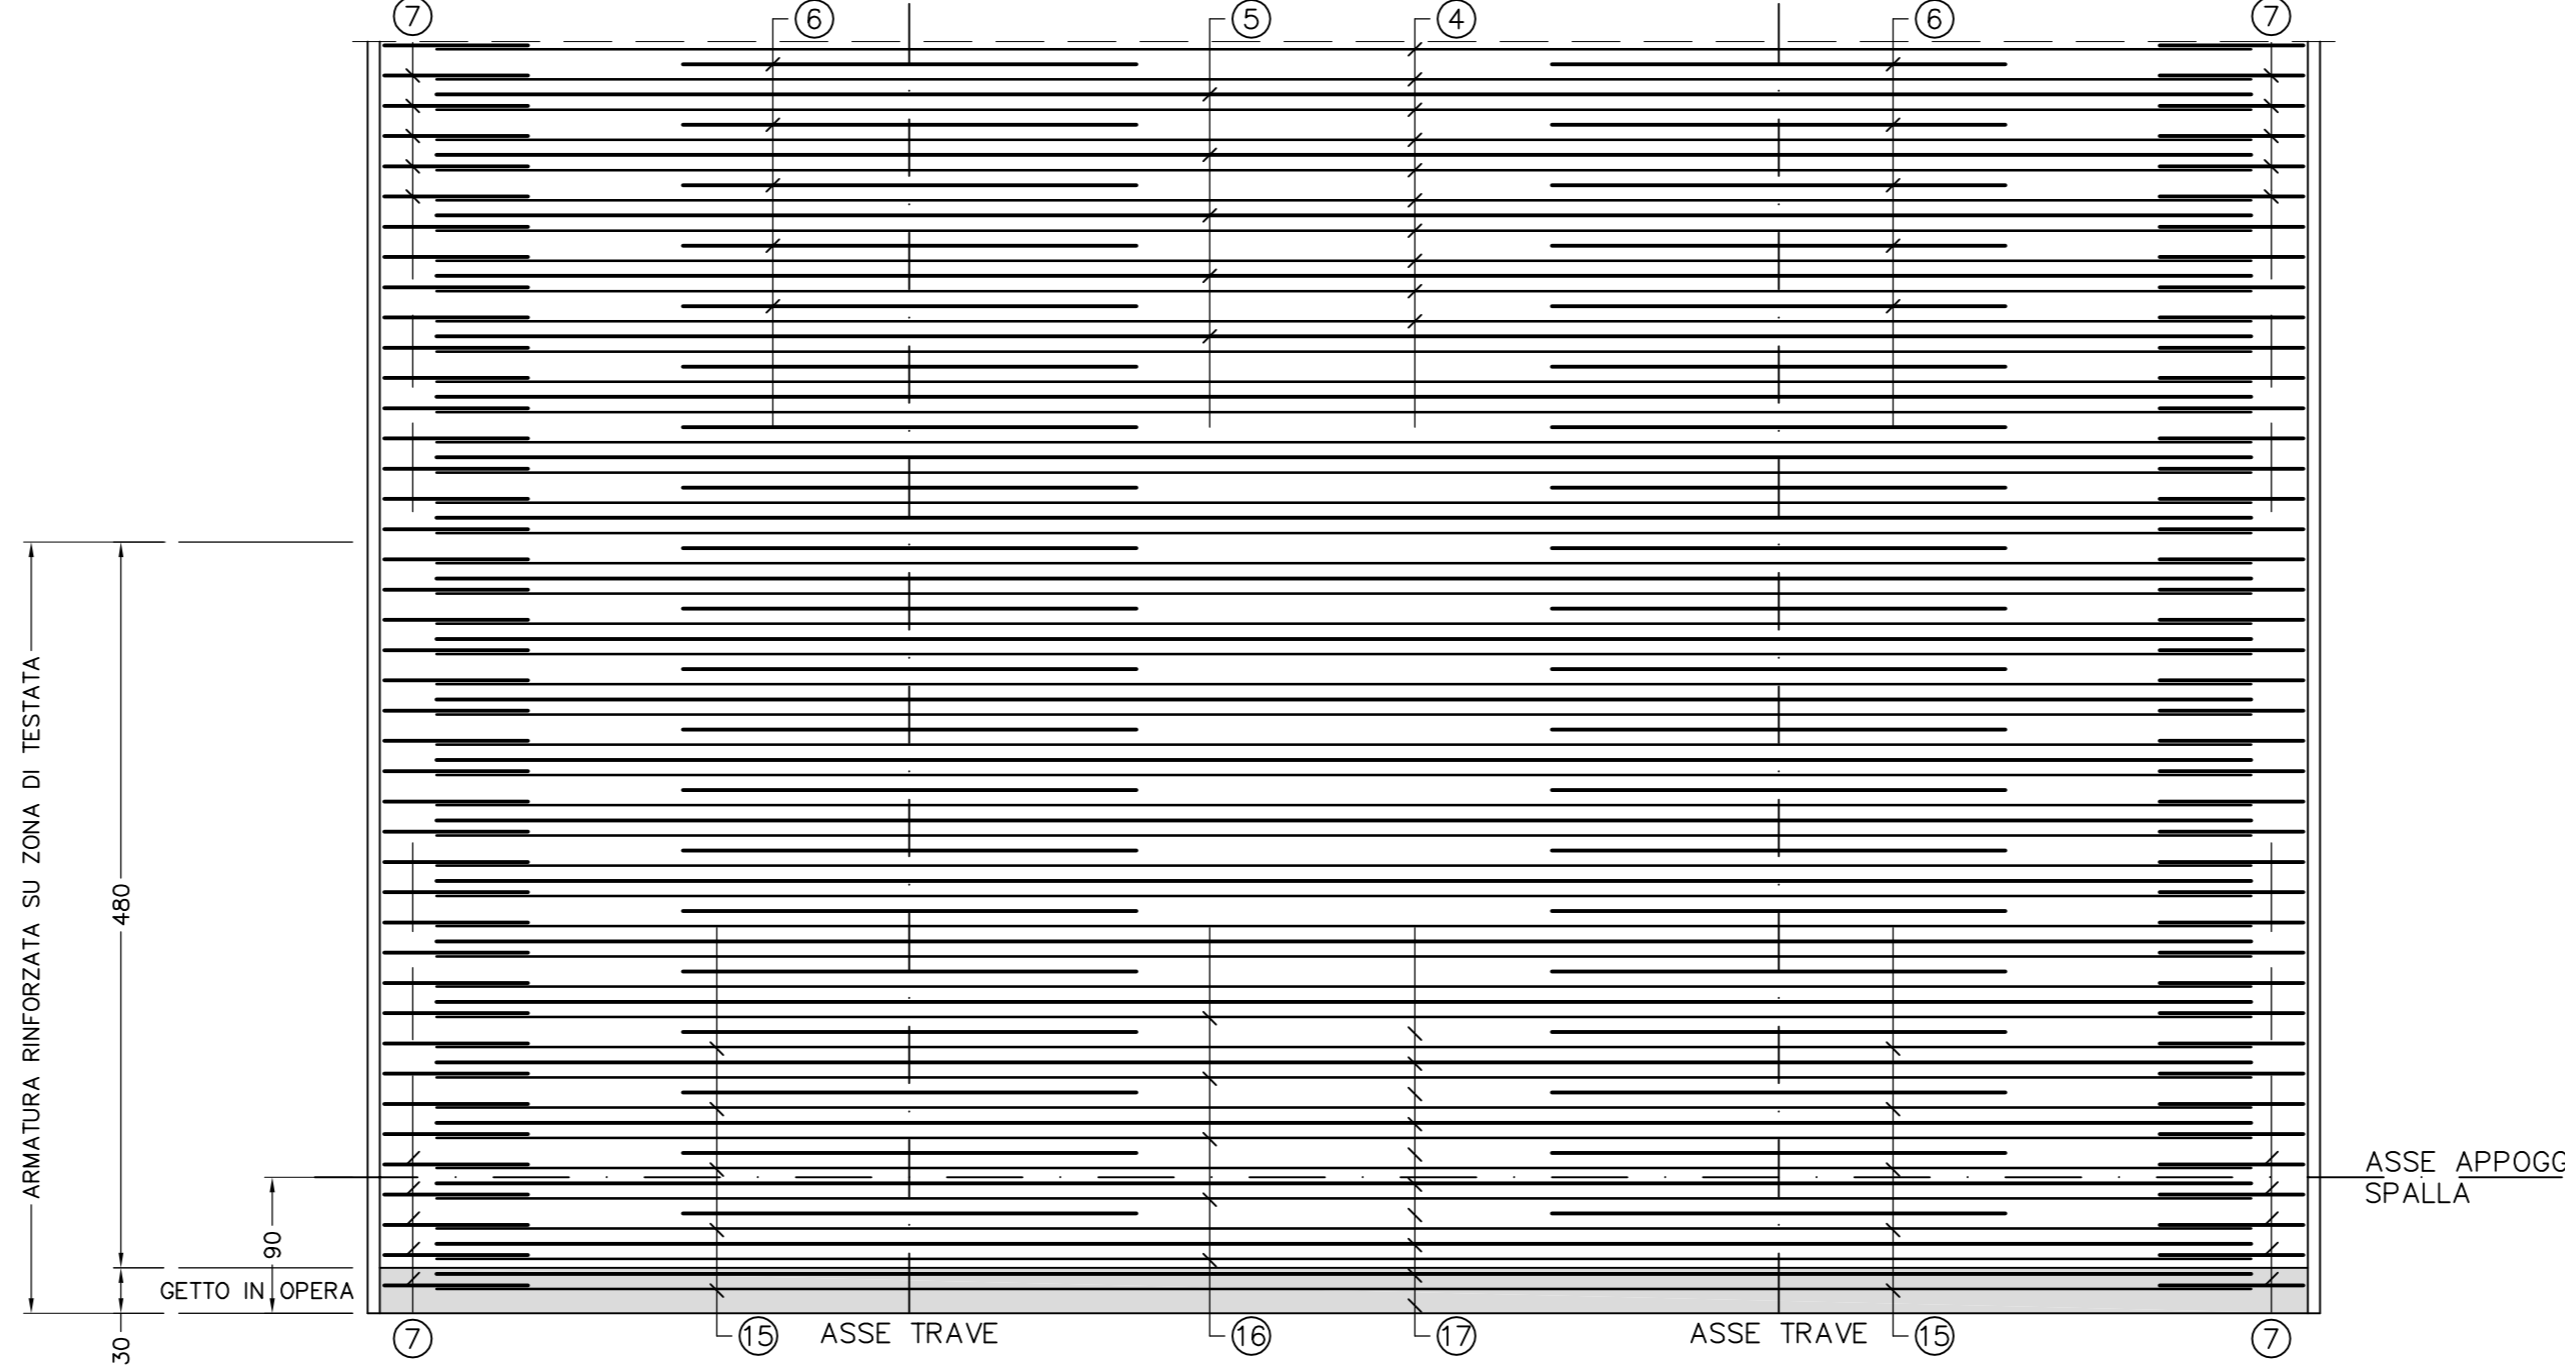 7 6 5 4 6 7
ARMATURA RINFORZATA SU ZONA DI TESTATA
480
90
30
GETTO IN OPERA
ASSE APPOGG
SPALLA
7 15 ASSE TRAVE 16 17 ASSE TRAVE 15 7